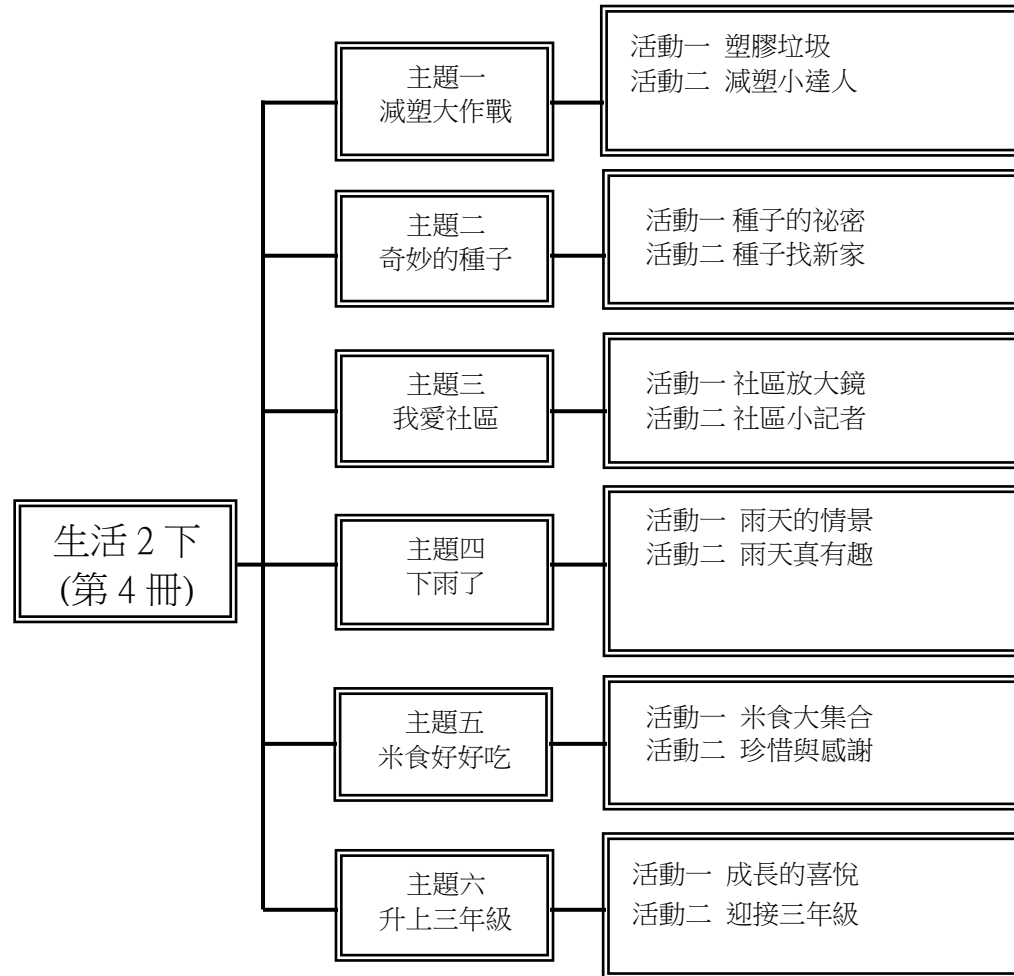 生活 2 下
(第 4 冊)
主題一
減塑大作戰
活動一 塑膠垃圾
活動二 減塑小達人
主題二
奇妙的種子
活動一 種子的祕密
活動二 種子找新家
主題三
我愛社區
活動一 社區放大鏡
活動二 社區小記者
主題四
下雨了
活動一 雨天的情景
活動二 雨天真有趣
主題五
米食好好吃
活動一 米食大集合
活動二 珍惜與感謝
主題六
升上三年級
活動一 成長的喜悅
活動二 迎接三年級